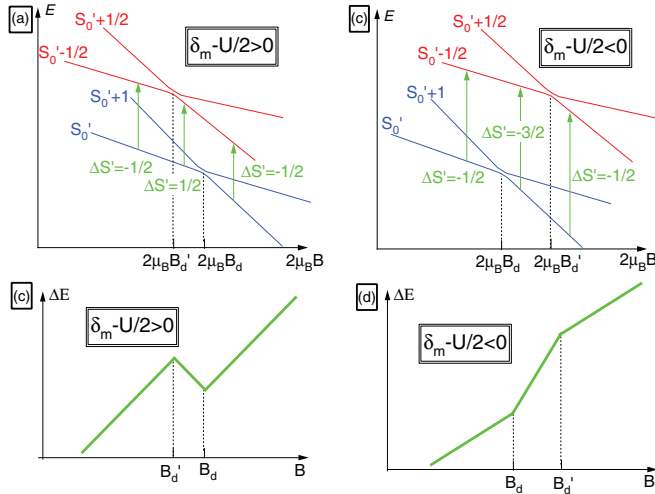 (a)
E
δm-U/2>0
S0'+1/2
S0'-1/2
S0'+1
S0'
ΔS'=-1/2
ΔS'=1/2
ΔS'=-1/2
2μBBd'
2μBBd
2μBB
(c)
E
δm-U/2<0
S0'+1/2
S0'-1/2
S0'+1
S0'
ΔS'=-3/2
ΔS'=-1/2
ΔS'=-1/2
2μBBd
2μBBd'
2μBB
(c)
ΔE
δm-U/2>0
Bd'
Bd
B
(d)
ΔE
δm-U/2<0
Bd
Bd'
B